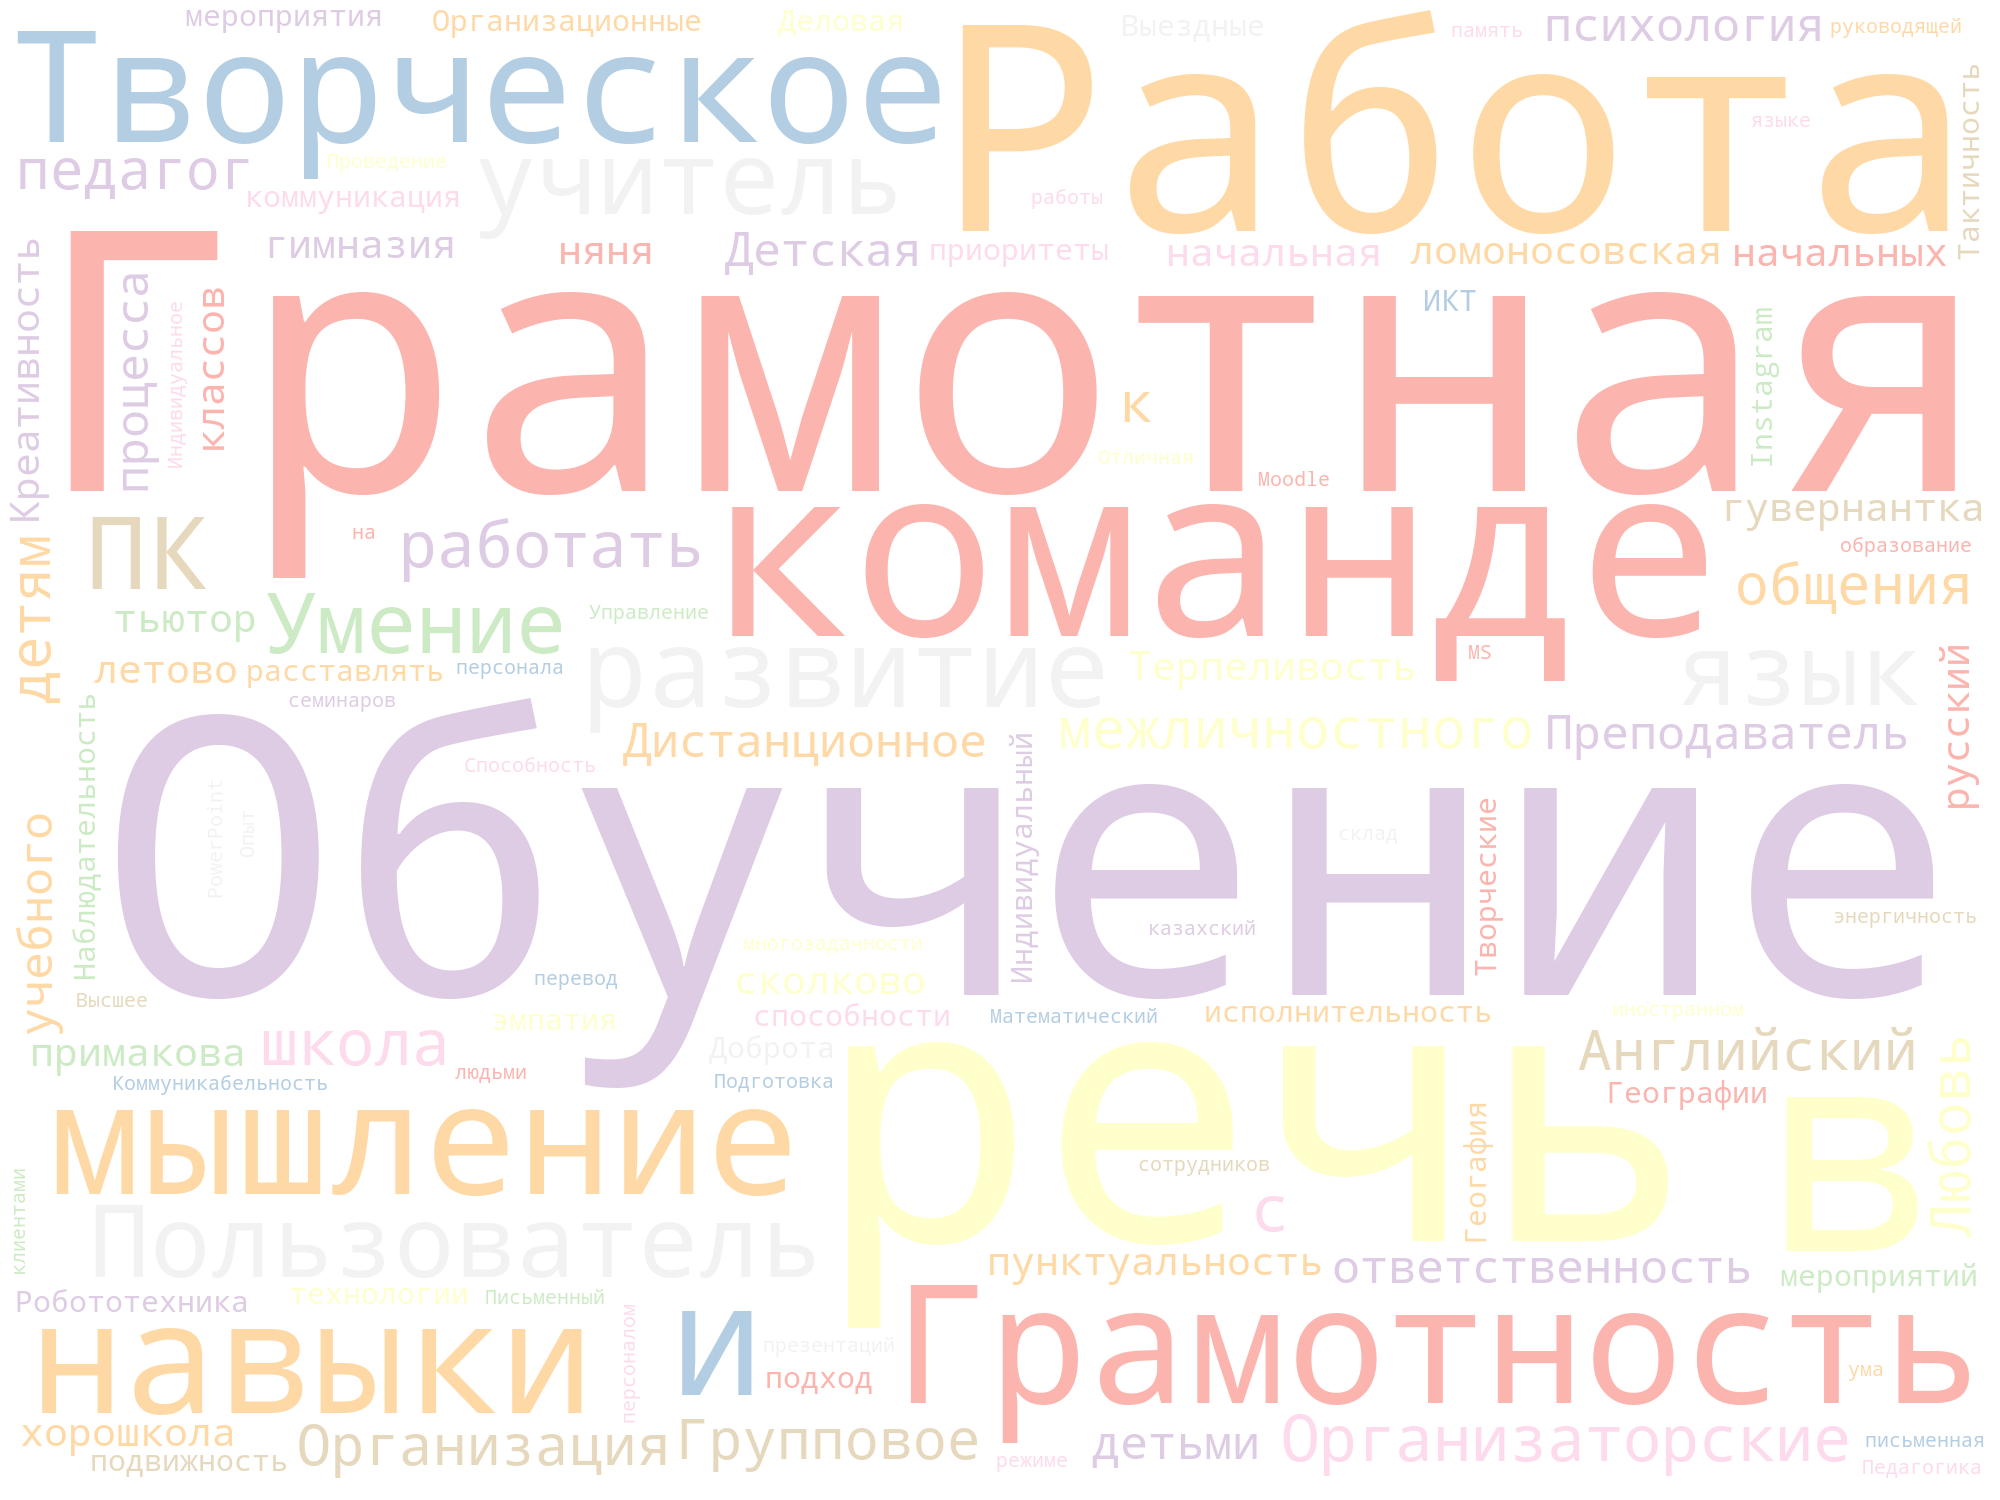 мероприятия
Организационные
Деловая
Выездные
память
психология
руководящей
Творческое
Работа
Тактичность
языке
педагог
Проведение
учитель
коммуникация
работы
гимназия
няня
Детская
приоритеты
начальная
ломоносовская
начальных
Креативность
процесса
Индивидуальное
классов
Грамотная
ИКТ
Instagram
к
Отличная
Moodle
ПК
на
работать
команде
гувернантка
образование
детям
тьютор
Умение
Управление
общения
летово
расставлять
персонала
развитие
Терпеливость
MS
язык
русский
семинаров
Наблюдательность
Дистанционное
межличностного
Преподаватель
Способность
Индивидуальный
Обучение
PowerPoint
Опыт
склад
Творческие
учебного
казахский
энергичность
многозадачности
перевод
сколково
Высшее
эмпатия
способности
Математический
исполнительность
иностранном
примакова
школа
Доброта
Английский
Любовь
Коммуникабельность
людьми
Подготовка
речь
в
Географии
мышление
География
сотрудников
с
клиентами
Пользователь
пунктуальность
ответственность
мероприятий
Робототехника
технологии
Письменный
персоналом
навыки
и
презентаций
подход
Грамотность
ума
хорошкола
подвижность
Организация
Групповое
режиме
детьми
Организаторские
письменная
Педагогика